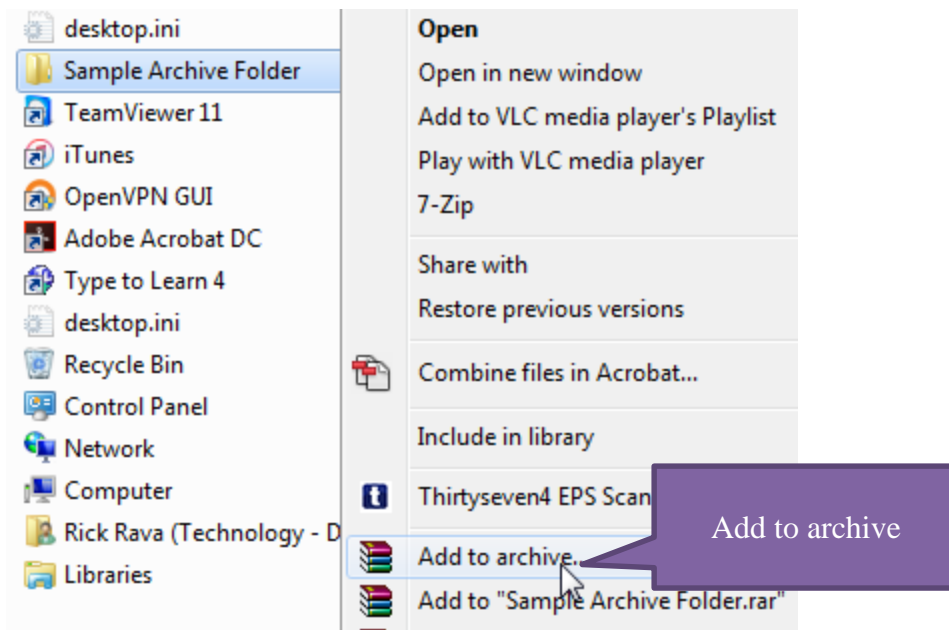 desktop.ini
Sample Archive Folder
TeamViewer 11
iTunes
OpenVPN GUI
Adobe Acrobat DC
Type to Learn 4
desktop.ini
Recycle Bin
Control Panel
Network
Computer
Rick Rava (Technology - D
Libraries
Open
Open in new window
Add to VLC media player's Playlist
Play with VLC media player
7-Zip
Share with
Restore previous versions
Combine files in Acrobat...
Include in library
Thirtyseven4 EPS Scan
Add to archive...
Add to "Sample Archive Folder.rar"
Add to archive